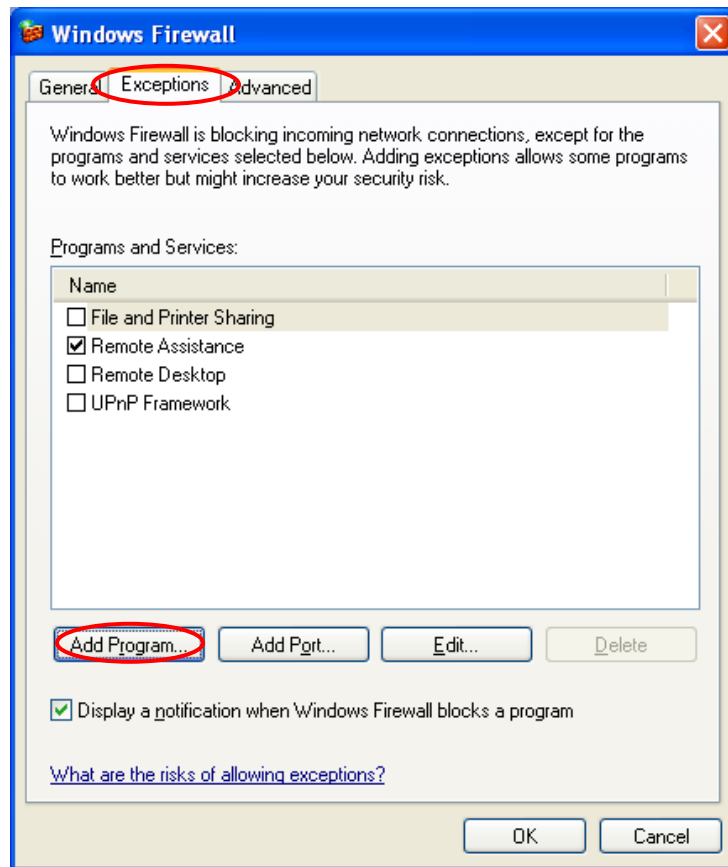 Windows Firewall
General Exceptions Advanced
Windows Firewall is blocking incoming network connections, except for the
programs and services selected below. Adding exceptions allows some programs
to work better but might increase your security risk.
Programs and Services:
Name
File and Printer Sharing
Remote Assistance
Remote Desktop
UPnP Framework
Add Program... Add Port... Edit... Delete
Display a notification when Windows Firewall blocks a program
What are the risks of allowing exceptions?
OK Cancel